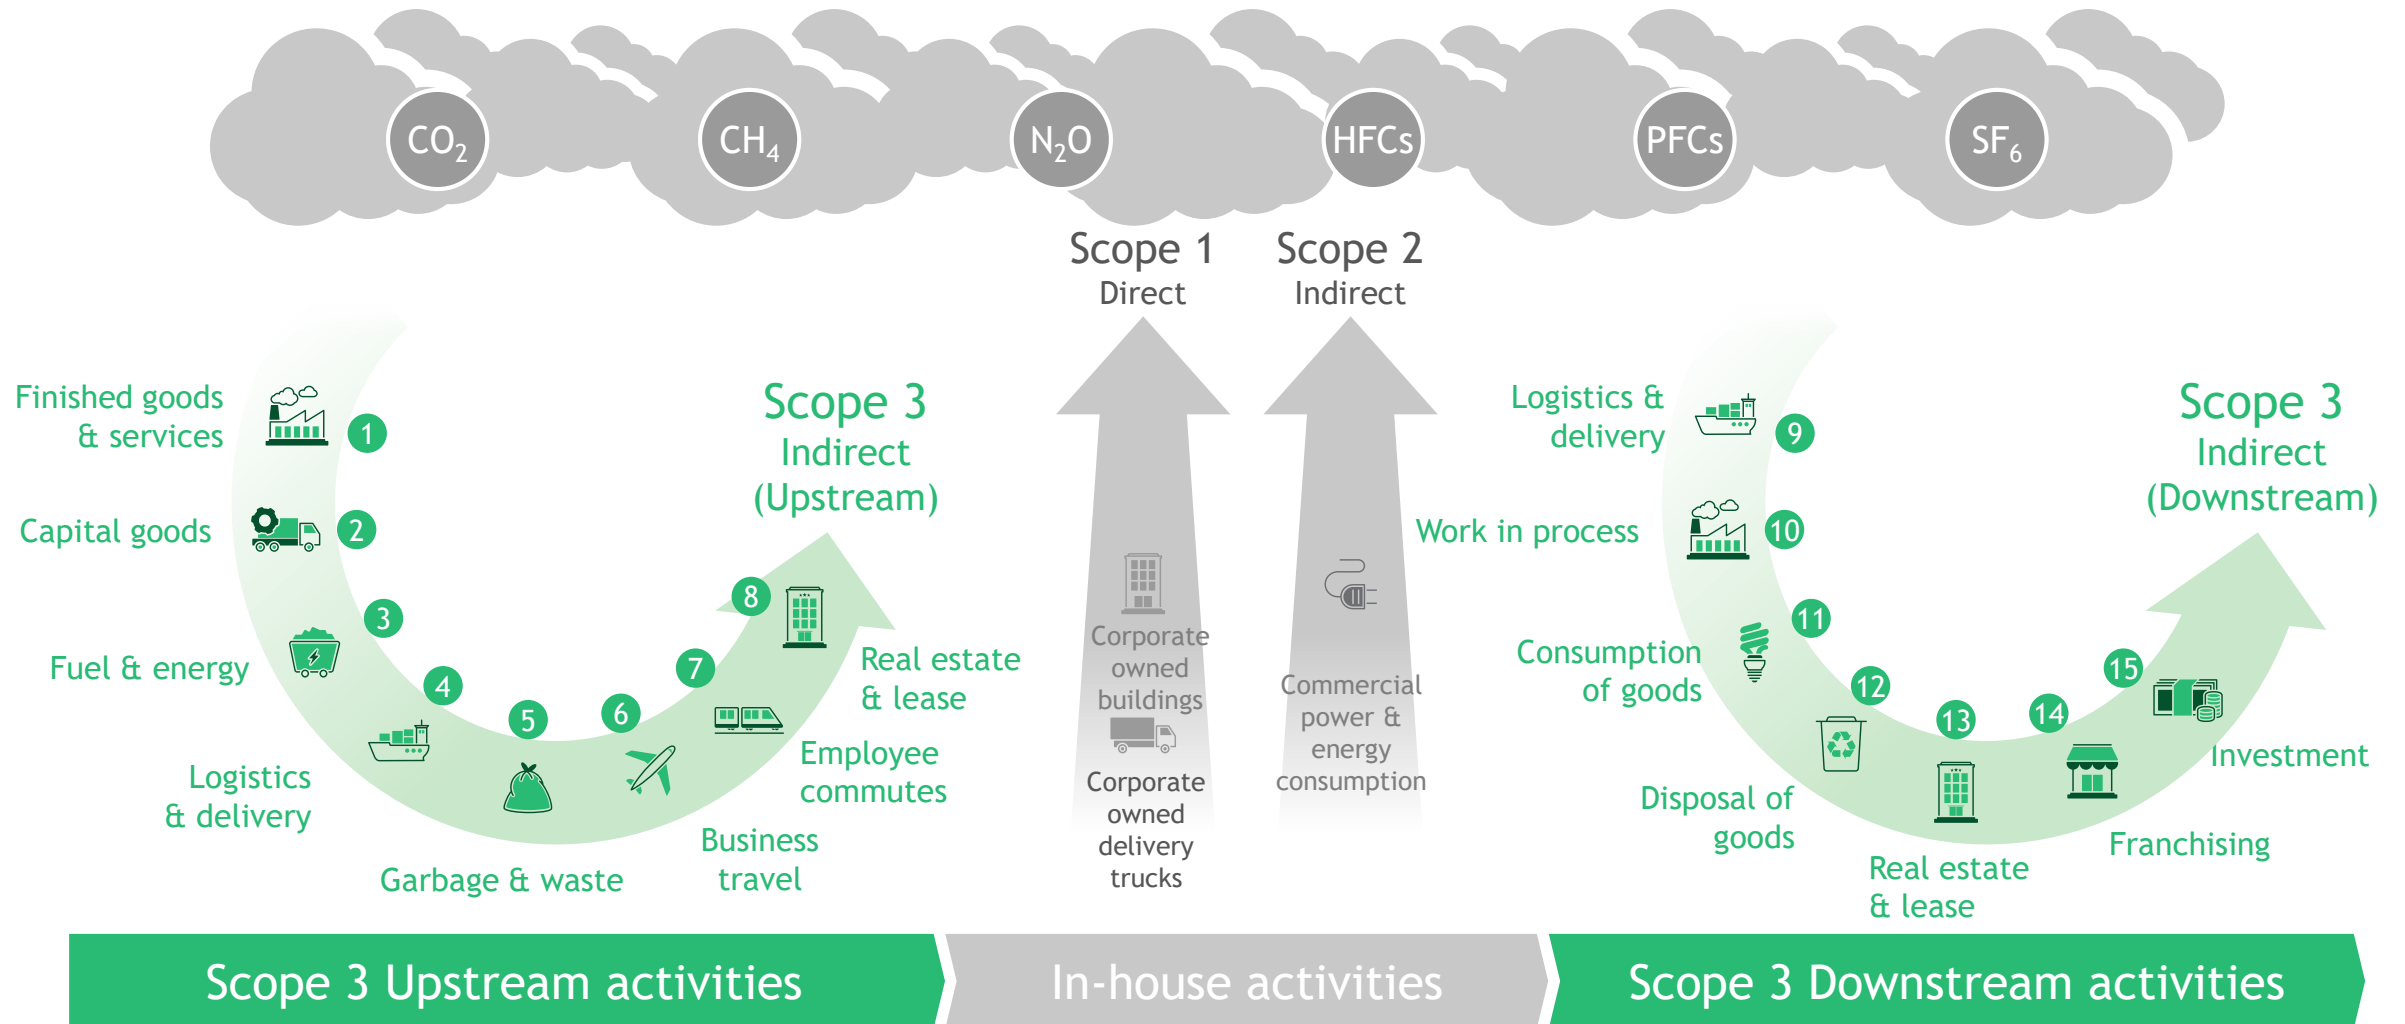 CO₂
CH₄
N₂O
HFCs
PFCs
SF₆
Scope 1
Direct
Scope 2
Indirect
Finished goods
& services
1
Capital goods
2
Fuel & energy
3
Logistics
& delivery
4
Garbage & waste
5
Business
travel
6
Employee
commutes
7
Real estate
& lease
8
Scope 3
Indirect
(Upstream)
Corporate
owned
buildings
Corporate
owned
delivery
trucks
Commercial
power &
energy
consumption
Logistics &
delivery
9
Work in process
10
Consumption
of goods
11
Disposal of
goods
12
Real estate
& lease
13
Franchising
14
Investment
15
Scope 3
Indirect
(Downstream)
Scope 3 Upstream activities
In-house activities
Scope 3 Downstream activities